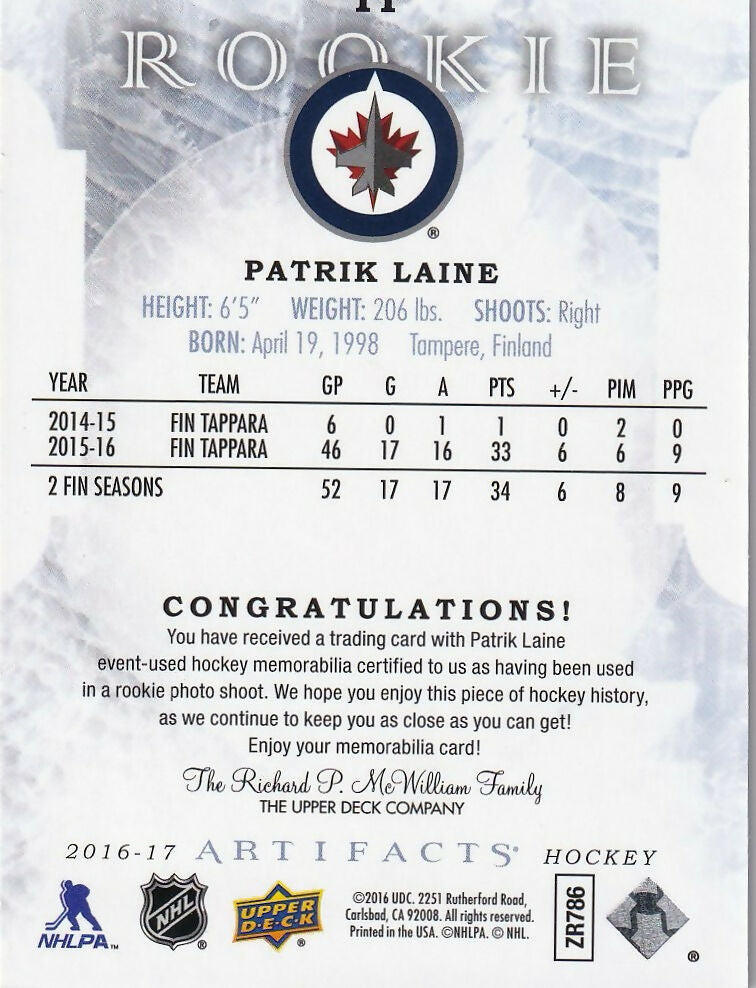 ROOKIE
®
PATRIK LAINE
HEIGHT: 6'5" WEIGHT: 206 lbs. SHOOTS: Right
BORN: April 19, 1998 Tampere, Finland
YEAR TEAM GP G A PTS +/- PIM PPG
2014-15 FIN TAPPARA 6 0 1 1 0 2 0
2015-16 FIN TAPPARA 46 17 16 33 6 6 9
2 FIN SEASONS 52 17 17 34 6 8 9
CONGRATULATIONS!
You have received a trading card with Patrik Laine
event-used hockey memorabilia certified to us as having been used
in a rookie photo shoot. We hope you enjoy this piece of hockey history,
as we continue to keep you as close as you can get!
Enjoy your memorabilia card!
The Richard P. McWilliam Family
THE UPPER DECK COMPANY
2016-17 ARTIFACTS® HOCKEY
NHLPA™
NHL ®
UPPER
D·E·C·K ®
©2016 UDC. 2251 Rutherford Road,
Carlsbad, CA 92008. All rights reserved.
Printed in the USA. ©NHLPA. © NHL.
ZR786
®